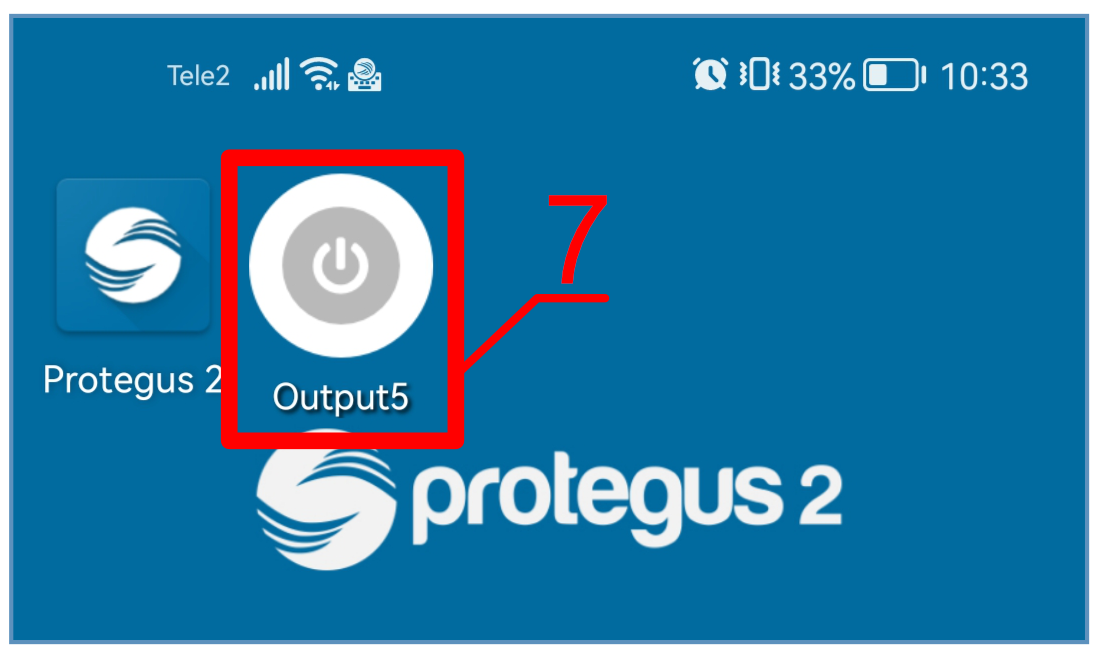 Tele2 33% 10:33
7
Protegus 2
Output5
protegus 2